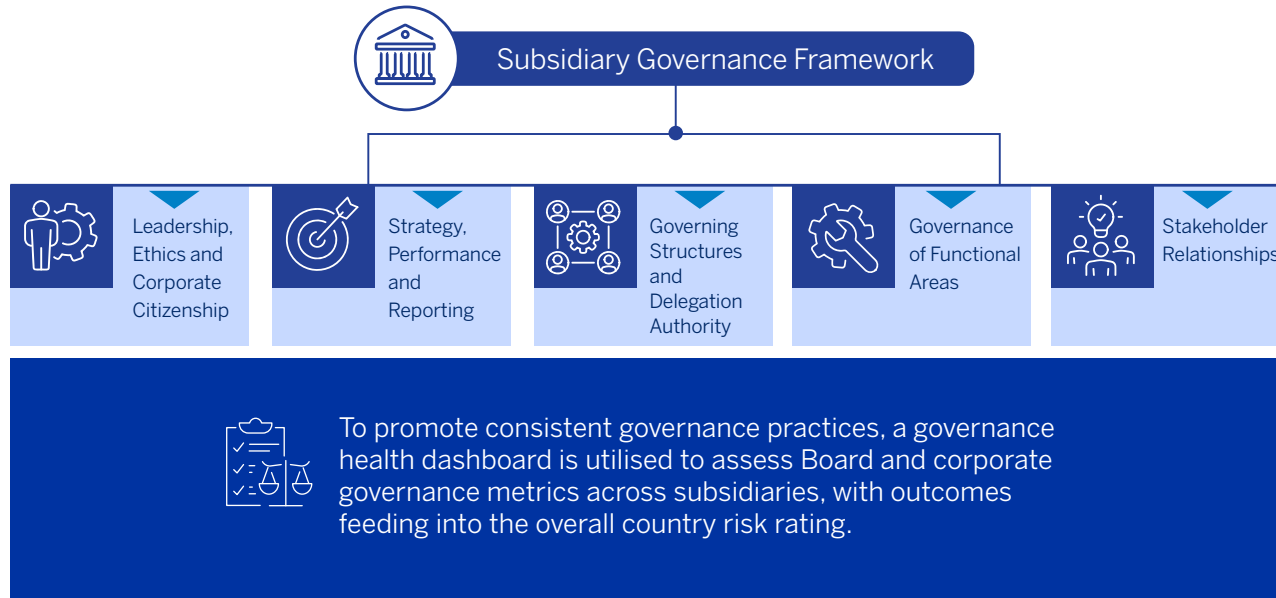 Subsidiary Governance Framework
Leadership,
Ethics and
Corporate
Citizenship
Strategy,
Performance
and
Reporting
Governing
Structures
and
Delegation
Authority
Governance
of Functional
Areas
Stakeholder
Relationships
To promote consistent governance practices, a governance
health dashboard is utilised to assess Board and corporate
governance metrics across subsidiaries, with outcomes
feeding into the overall country risk rating.